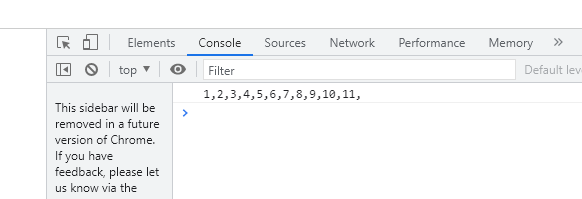 Elements Console Sources Network Performance Memory »
top ▼ Filter Default leve
1,2,3,4,5,6,7,8,9,10,11,
>
This sidebar will be
removed in a future
version of Chrome.
If you have
feedback, please let
us know via the